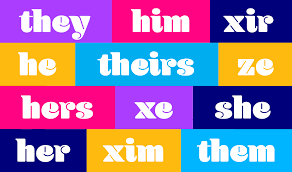 they him xir
he theirs ze
hers xe she
her xim them